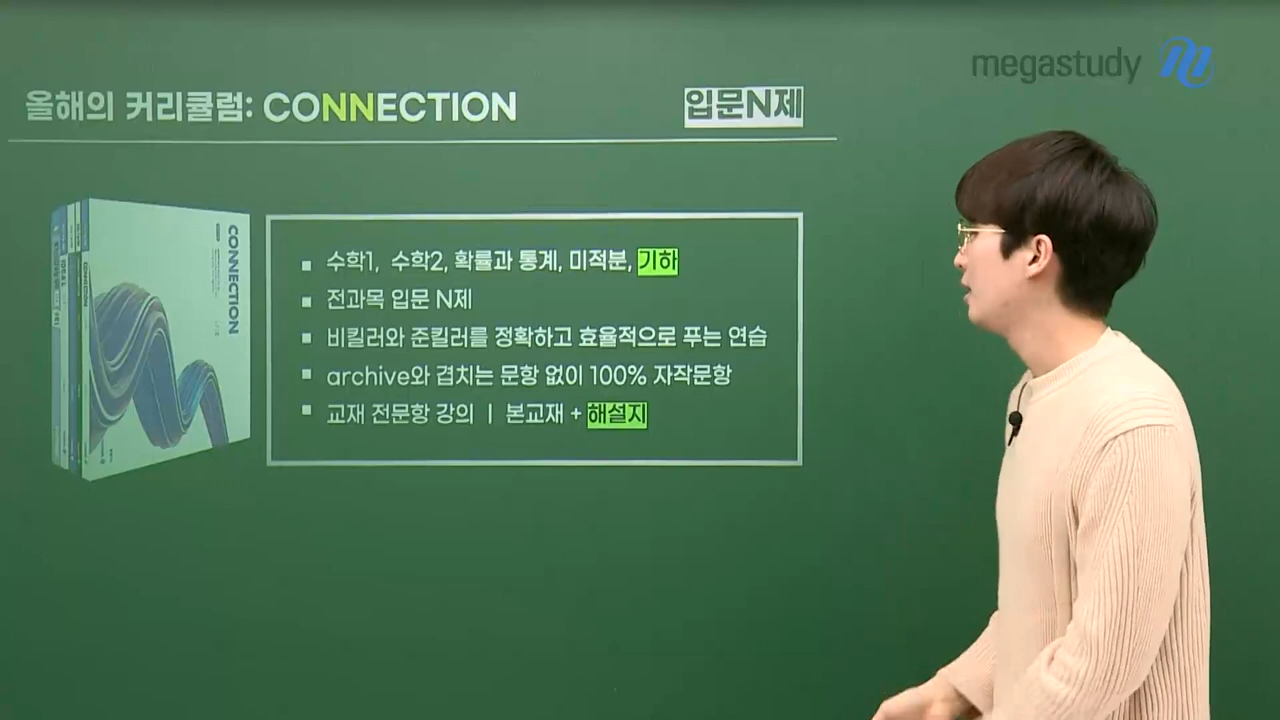 megastudy
올해의 커리큘럼: CONNECTION
입문N제
CONNECTION
수학1, 수학2, 확률과 통계, 미적분, 기하
전과목 입문 N제
비킬러와 준킬러를 정확하고 효율적으로 푸는 연습
archive와 겹치는 문항 없이 100% 자작문항
교재 전문항 강의 | 본교재 + 해설지